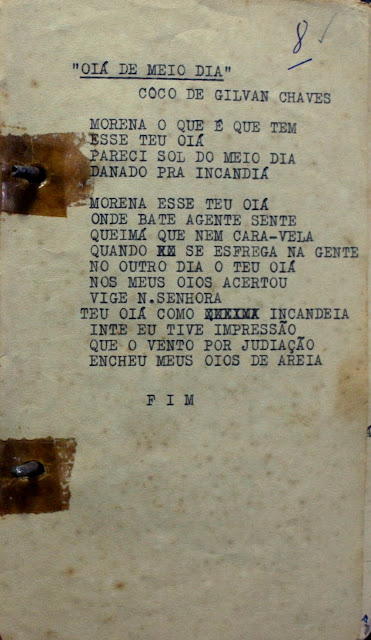 8
"OIÁ DE MEIO DIA"
COCO DE GILVAN CHAVES
MORENA O QUE É QUE TEM
ESSE TEU OIÁ
PARECI SOL DO MEIO DIA
DANADO PRA INCANDIÁ
MORENA ESSE TEU OIÁ
ONDE BATE AGENTE SENTE
QUEIMÁ QUE NEM CARA-VELA
QUANDO SE ESFREGA NA GENTE
NO OUTRO DIA O TEU OIÁ
NOS MEUS OIOS ACERTOU
VIGE N.SENHORA
TEU OIÁ COMO INCANDEIA
INTE EU TIVE IMPRESSÃO
QUE O VENTO POR JUDIAÇÃO
ENCHEU MEUS OIOS DE AREIA
F I M